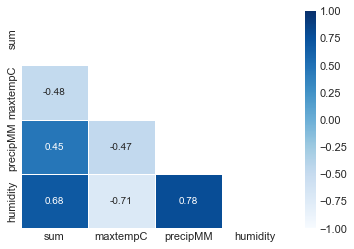 sum
maxtempC
precipMM
humidity
-0.48
0.45 -0.47
0.68 -0.71 0.78
sum maxtempC precipMM humidity
1.00
0.75
0.50
0.25
0.00
−0.25
−0.50
−0.75
−1.00